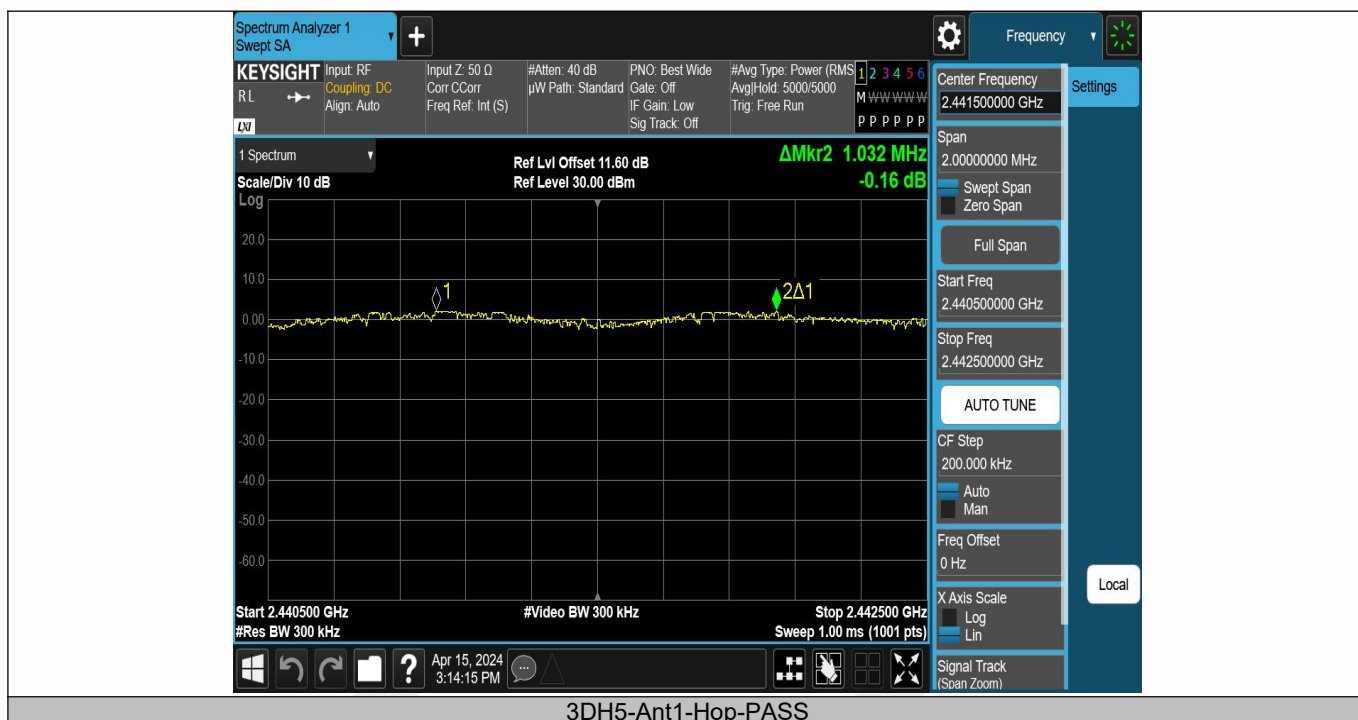 Spectrum Analyzer 1
Swept SA
Frequency
KEYSIGHT
RL
LXI
Input: RF
Coupling: DC
Align: Auto
Input Z: 50 Ω
Corr CCorr
Freq Ref: Int (S)
#Atten: 40 dB
µW Path: Standard
PNO: Best Wide
Gate: Off
IF Gain: Low
Sig Track: Off
#Avg Type: Power (RMS
Avg|Hold: 5000/5000
Trig: Free Run
1 2 3 4 5 6
M W W W W W
P P P P P P
1 Spectrum
Scale/Div 10 dB
Log
Ref Lvl Offset 11.60 dB
Ref Level 30.00 dBm
ΔMkr2 1.032 MHz
-0.16 dB
20.0
10.0
0.00
-10.0
-20.0
-30.0
-40.0
-50.0
-60.0
1
2Δ1
Start 2.440500 GHz
#Res BW 300 kHz
#Video BW 300 kHz
Stop 2.442500 GHz
Sweep 1.00 ms (1001 pts)
Apr 15, 2024
3:14:15 PM
Center Frequency
2.441500000 GHz
Settings
Span
2.00000000 MHz
Swept Span
Zero Span
Full Span
Start Freq
2.440500000 GHz
Stop Freq
2.442500000 GHz
AUTO TUNE
CF Step
200.000 kHz
Auto
Man
Freq Offset
0 Hz
X Axis Scale
Log
Lin
Local
Signal Track
(Span Zoom)
3DH5-Ant1-Hop-PASS